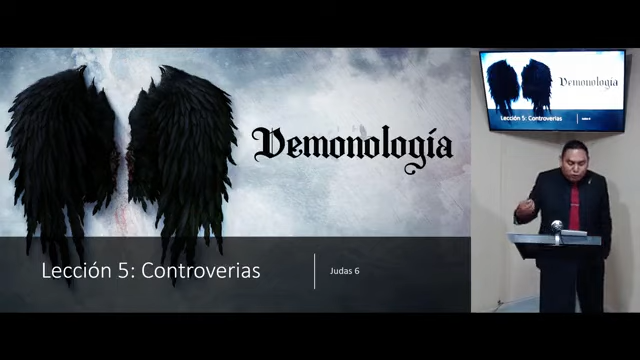 Demonología
Lección 5: Controverias
Judas 6
Demonología
Lección 5: Controverias